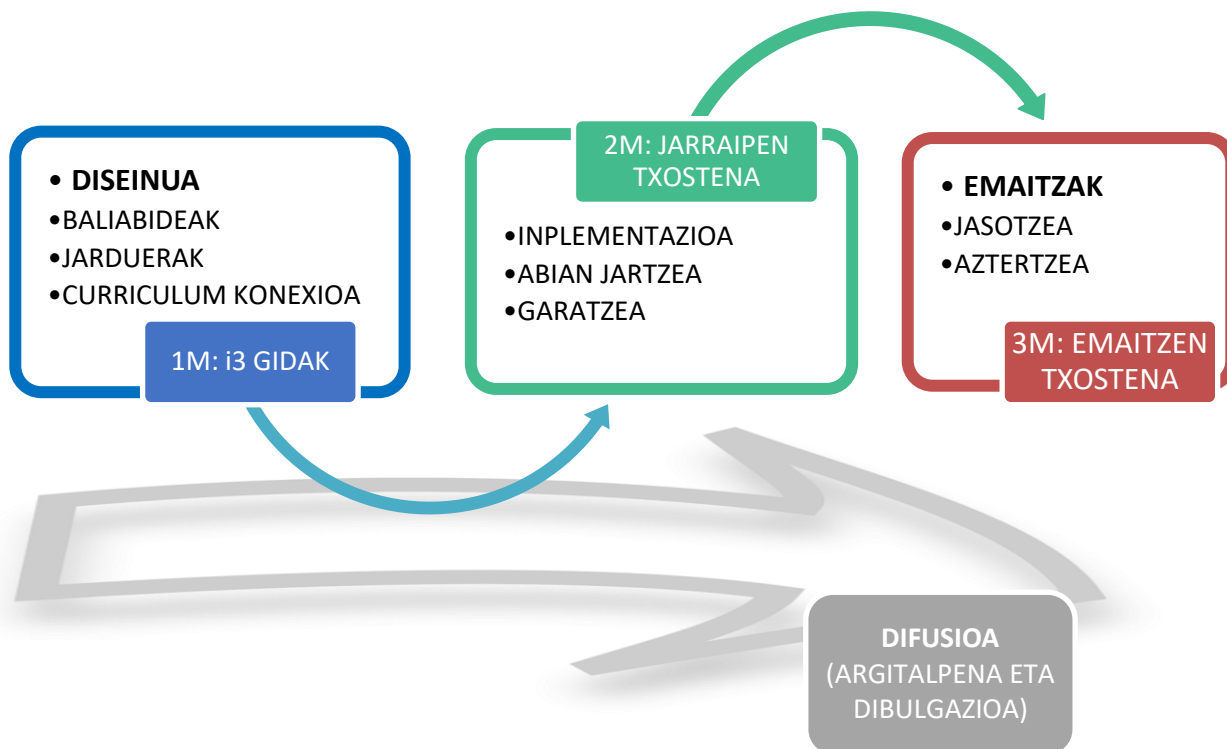 • DISEINUA
•BALIABIDEAK
•JARDUERAK
•CURRICULUM KONEXIOA
1M: i3 GIDAK
2M: JARRAIPEN
TXOSTENA
•INPLEMENTAZIOA
•ABIAN JARTZEA
•GARATZEA
• EMAITZAK
•JASOTZEA
•AZTERTZEA
3M: EMAITZEN
TXOSTENA
DIFUSIOA
(ARGITALPENA ETA
DIBULGAZIOA)